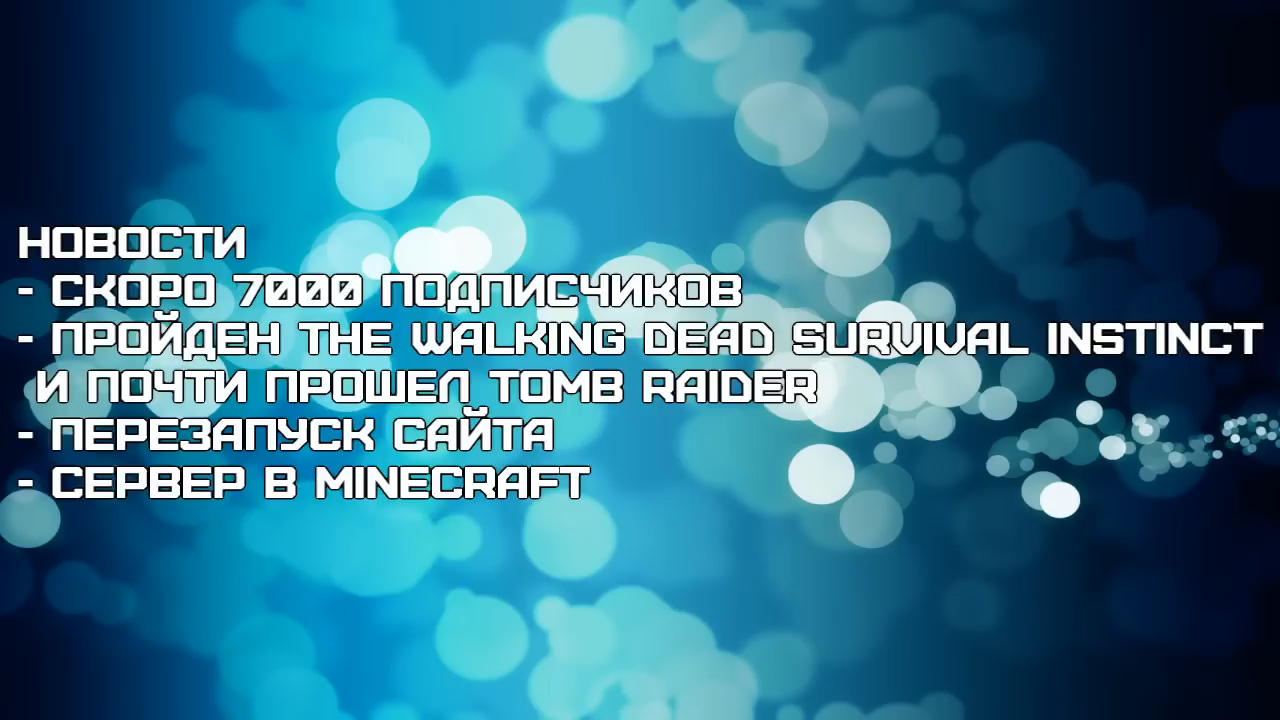 НОВОСТИ
- СКОРО 7000 ПОДПИСЧИКОВ
- ПРОЙДЕН THE WALKING DEAD SURVIVAL INSTINCT
И ПОЧТИ ПРОШЕЛ TOMB RAIDER
- ПЕРЕЗАПУСК САЙТА
- СЕРВЕР В MINECRAFT